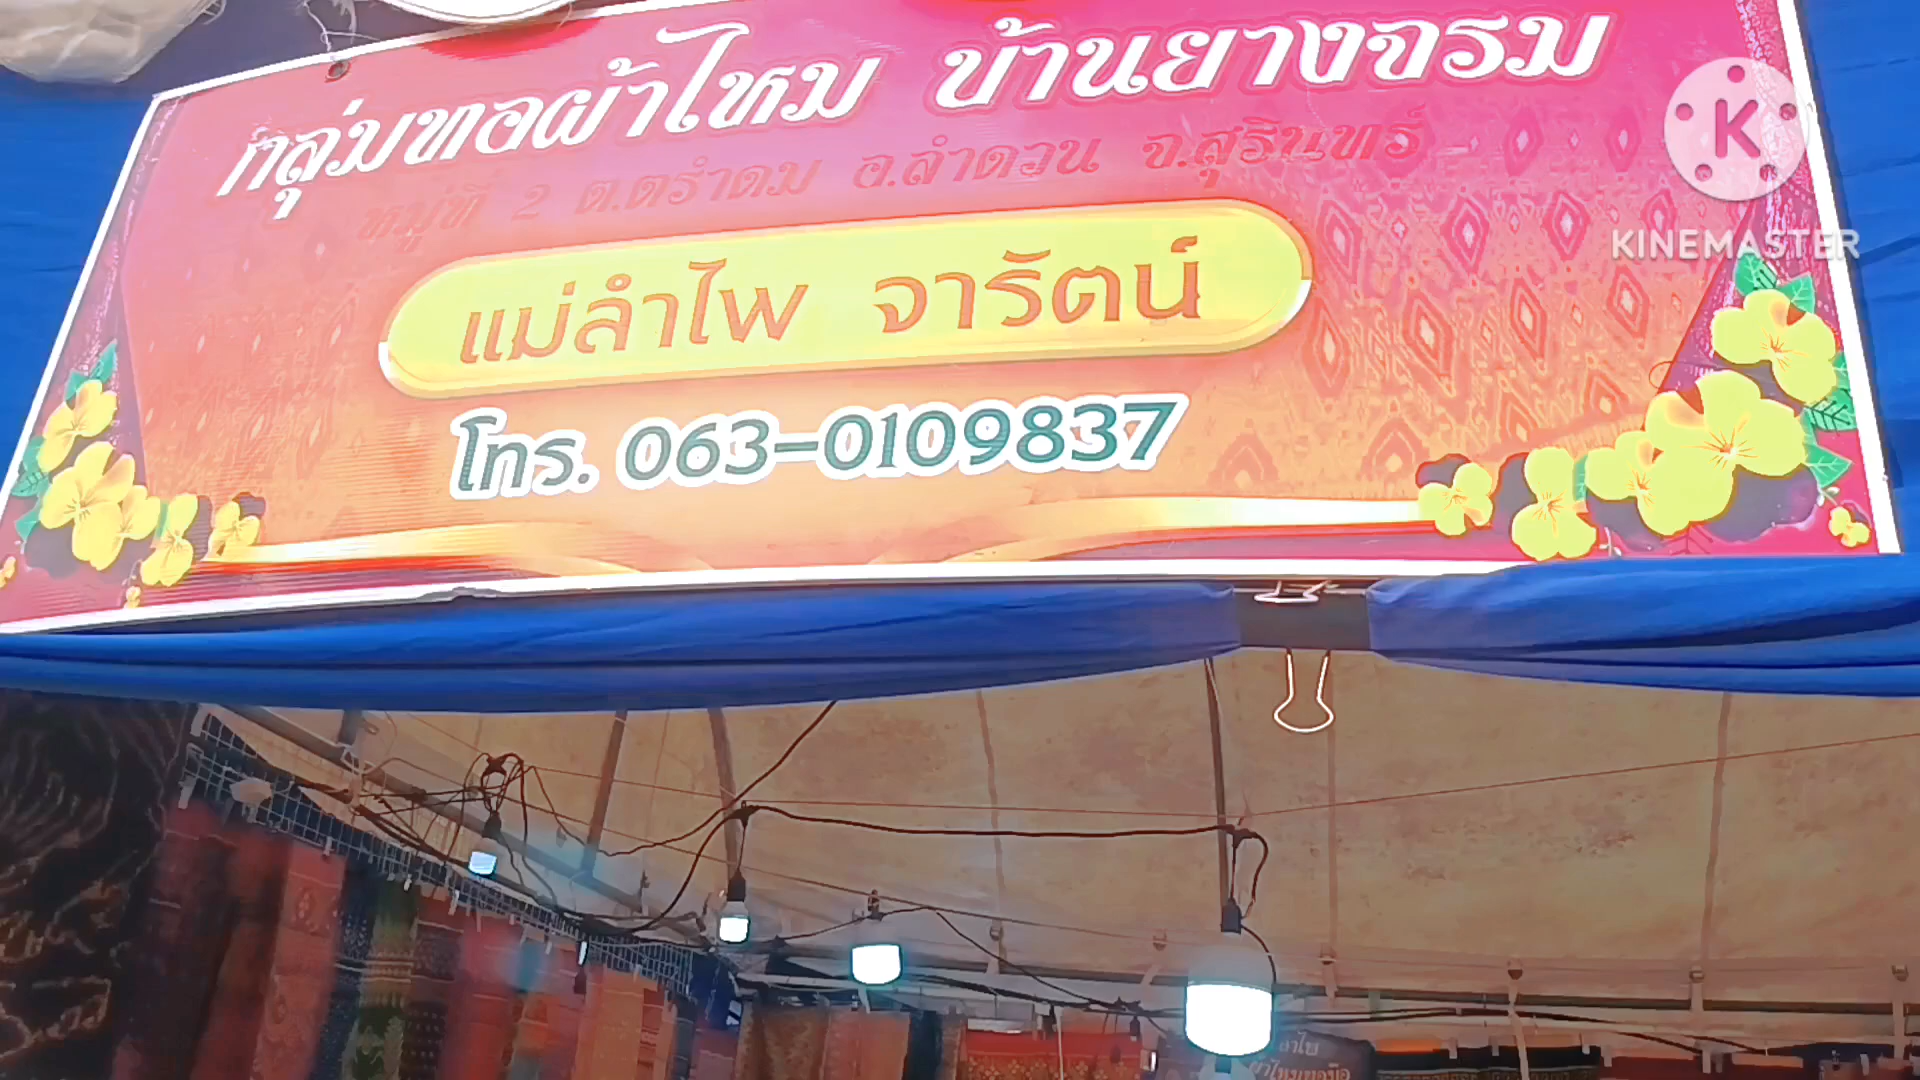 กลุ่มทอผ้าไหม บ้านยางจรม
หมู่ที่ 2 ต.ตรำดม อ.ลำดวน จ.สุรินทร์
แม่ลำไพ จารัตน์
โทร. 063-0109837
K
KINEMASTER